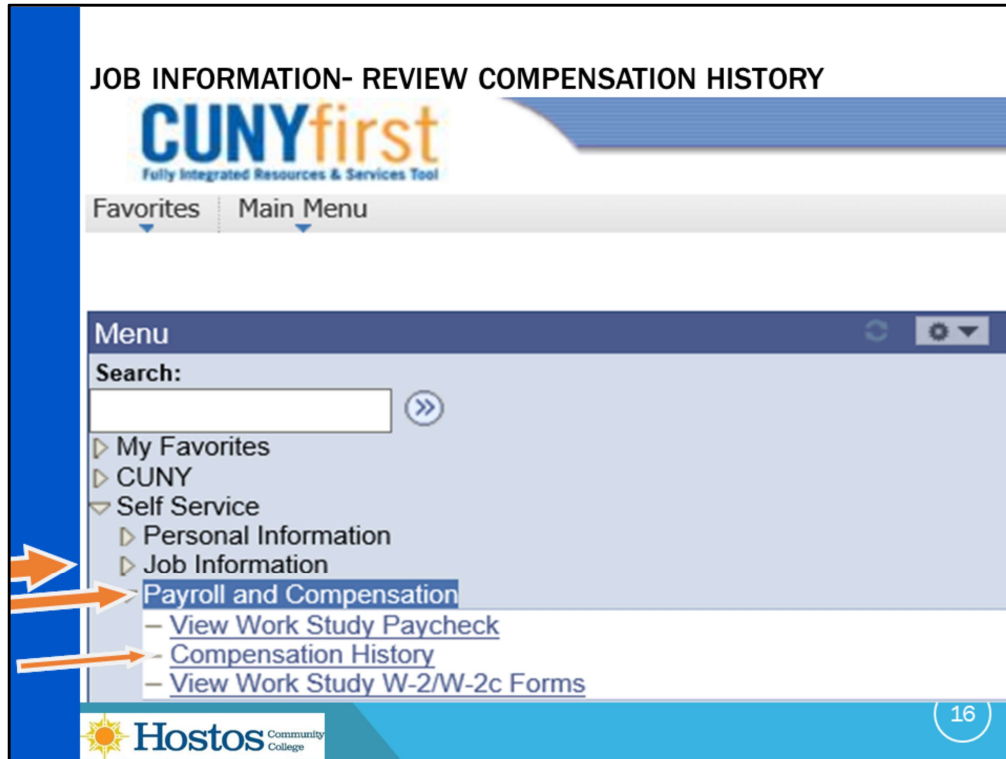 JOB INFORMATION- REVIEW COMPENSATION HISTORY
CUNYfirst
Fully Integrated Resources & Services Tool
Favorites Main Menu
Menu
Search:
My Favorites
CUNY
Self Service
Personal Information
Job Information
Payroll and Compensation
– View Work Study Paycheck
– Compensation History
– View Work Study W-2/W-2c Forms
Hostos Community College
16